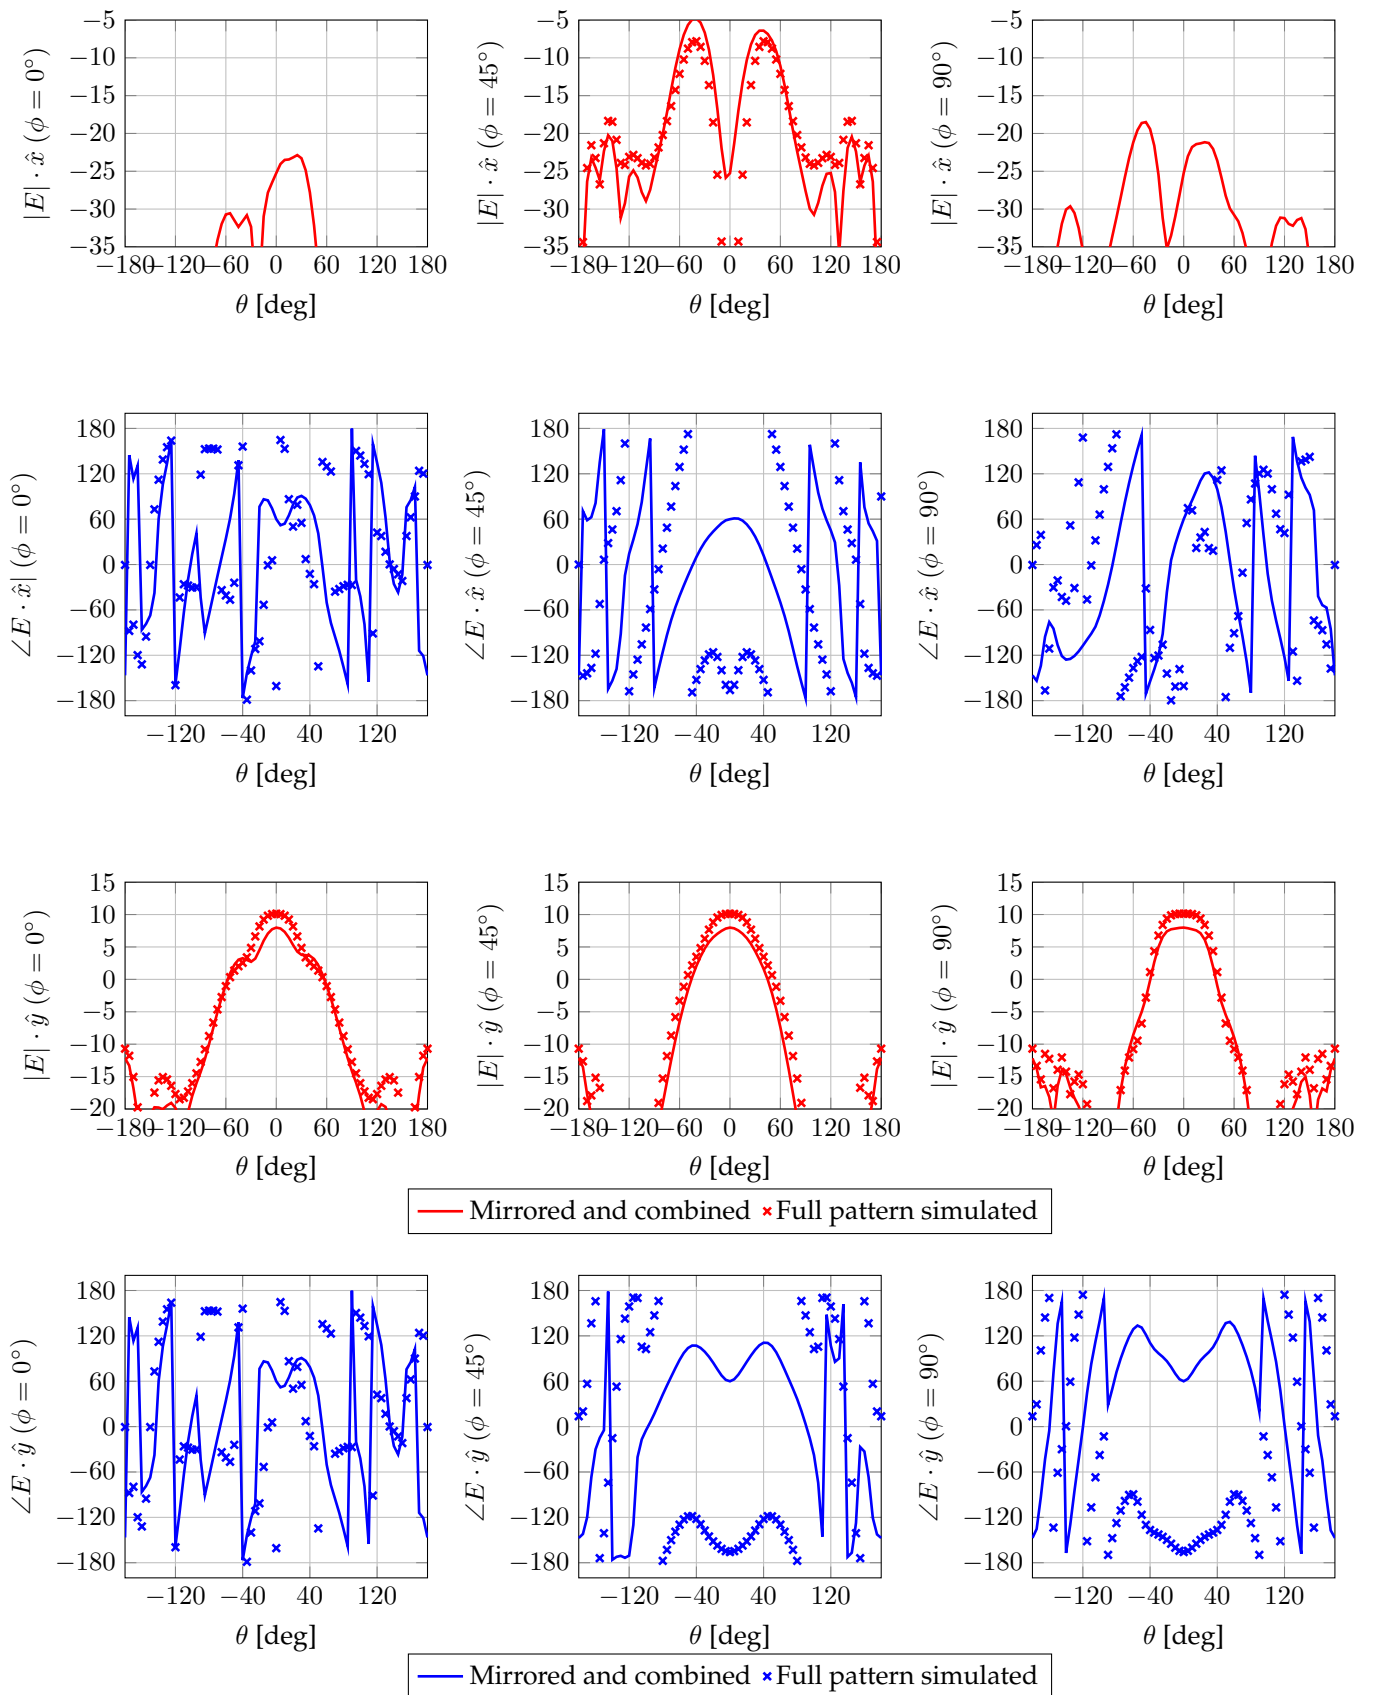 |E| · x̂ (ϕ = 0°)
−5
−10
−15
−20
−25
−30
−35
−180 −120 −60 0 60 120 180
θ [deg]
|E| · x̂ (ϕ = 45°)
−5
−10
−15
−20
−25
−30
−35
−180 −120 −60 0 60 120 180
θ [deg]
|E| · x̂ (ϕ = 90°)
−5
−10
−15
−20
−25
−30
−35
−180 −120 −60 0 60 120 180
θ [deg]
∠E · x̂| (ϕ = 0°)
180
120
60
0
−60
−120
−180
−120 −40 40 120
θ [deg]
∠E · x̂ (ϕ = 45°)
180
120
60
0
−60
−120
−180
−120 −40 40 120
θ [deg]
∠E · x̂ (ϕ = 90°)
180
120
60
0
−60
−120
−180
−120 −40 40 120
θ [deg]
|E| · ŷ (ϕ = 0°)
15
10
5
0
−5
−10
−15
−20
−180 −120 −60 0 60 120 180
θ [deg]
|E| · ŷ (ϕ = 45°)
15
10
5
0
−5
−10
−15
−20
−180 −120 −60 0 60 120 180
θ [deg]
|E| · ŷ (ϕ = 90°)
15
10
5
0
−5
−10
−15
−20
−180 −120 −60 0 60 120 180
θ [deg]
Mirrored and combined Full pattern simulated
∠E · ŷ (ϕ = 0°)
180
120
60
0
−60
−120
−180
−120 −40 40 120
θ [deg]
∠E · ŷ (ϕ = 45°)
180
120
60
0
−60
−120
−180
−120 −40 40 120
θ [deg]
∠E · ŷ (ϕ = 90°)
180
120
60
0
−60
−120
−180
−120 −40 40 120
θ [deg]
Mirrored and combined Full pattern simulated